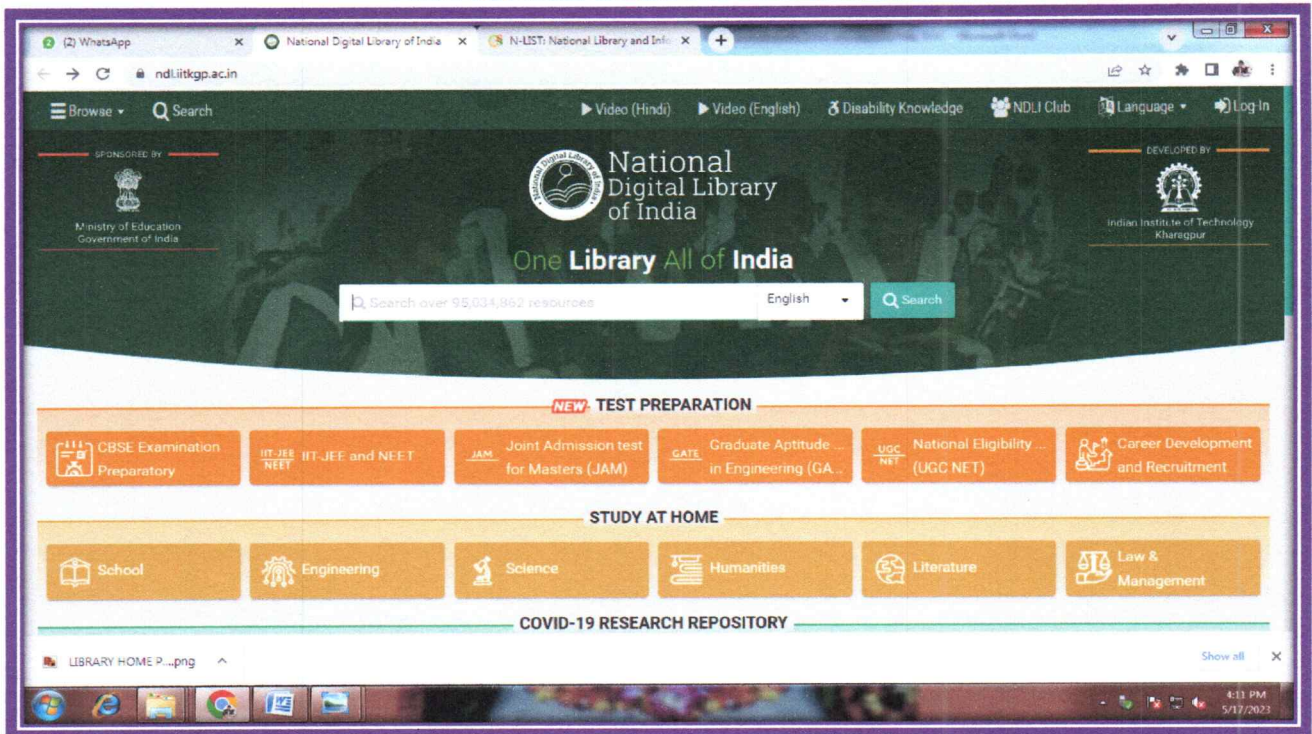 (2) WhatsApp
National Digital Library of India
N-LIST: National Library and Info
ndl.iitkgp.ac.in
Browse
Search
Video (Hindi)
Video (English)
Disability Knowledge
NDLI Club
Language
Log-In
SPONSORED BY
Ministry of Education
Government of India
National Digital Library of India
National
Digital Library
of India
DEVELOPED BY
Indian Institute of Technology
Kharagpur
One Library All of India
Search over 95,034,862 resources
English
Search
NEW TEST PREPARATION
CBSE Examination
Preparatory
IIT-JEE
NEET
IIT-JEE and NEET
JAM
Joint Admission test
for Masters (JAM)
GATE
Graduate Aptitude ...
in Engineering (GA...
UGC
NET
National Eligibility ...
(UGC NET)
Career Development
and Recruitment
STUDY AT HOME
School
Engineering
Science
Humanities
Literature
Law &
Management
COVID-19 RESEARCH REPOSITORY
LIBRARY HOME P....png
Show all
4:11 PM
5/17/2023